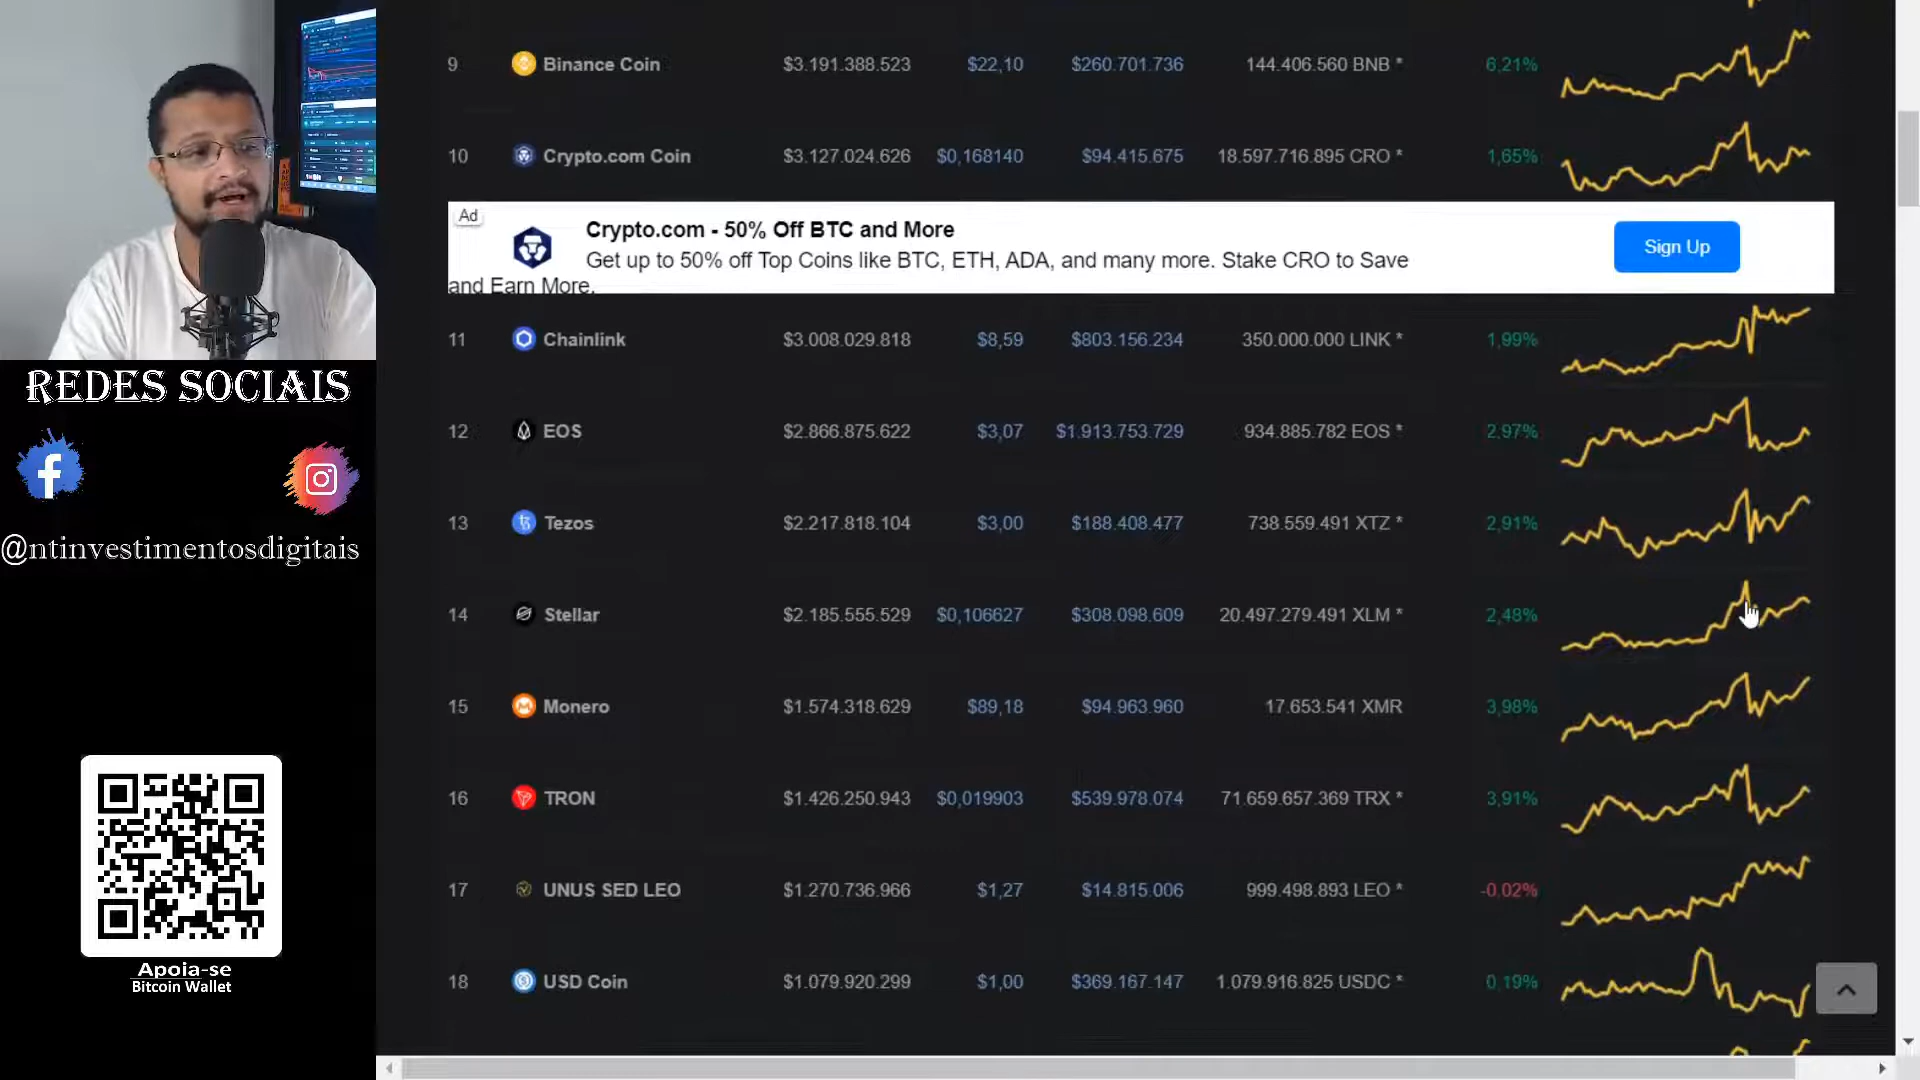 9 Binance Coin $3.191.388.523 $22,10 $260.701.736 144.406.560 BNB * 6,21%
10 Crypto.com Coin $3.127.024.626 $0,168140 $94.415.675 18.597.716.895 CRO * 1,65%
Ad
Crypto.com - 50% Off BTC and More
Get up to 50% off Top Coins like BTC, ETH, ADA, and many more. Stake CRO to Save
and Earn More.
Sign Up
11 Chainlink $3.008.029.818 $8,59 $803.156.234 350.000.000 LINK * 1,99%
12 EOS $2.866.875.622 $3,07 $1.913.753.729 934.885.782 EOS * 2,97%
13 Tezos $2.217.818.104 $3,00 $188.408.477 738.559.491 XTZ * 2,91%
14 Stellar $2.185.555.529 $0,106627 $308.098.609 20.497.279.491 XLM * 2,48%
15 Monero $1.574.318.629 $89,18 $94.963.960 17.653.541 XMR 3,98%
16 TRON $1.426.250.943 $0,019903 $539.978.074 71.659.657.369 TRX * 3,91%
17 UNUS SED LEO $1.270.736.966 $1,27 $14.815.006 999.498.893 LEO * -0,02%
18 USD Coin $1.079.920.299 $1,00 $369.167.147 1.079.916.825 USDC * 0,19%
REDES SOCIAIS
@ntinvestimentosdigitais
Apoia-se
Bitcoin Wallet